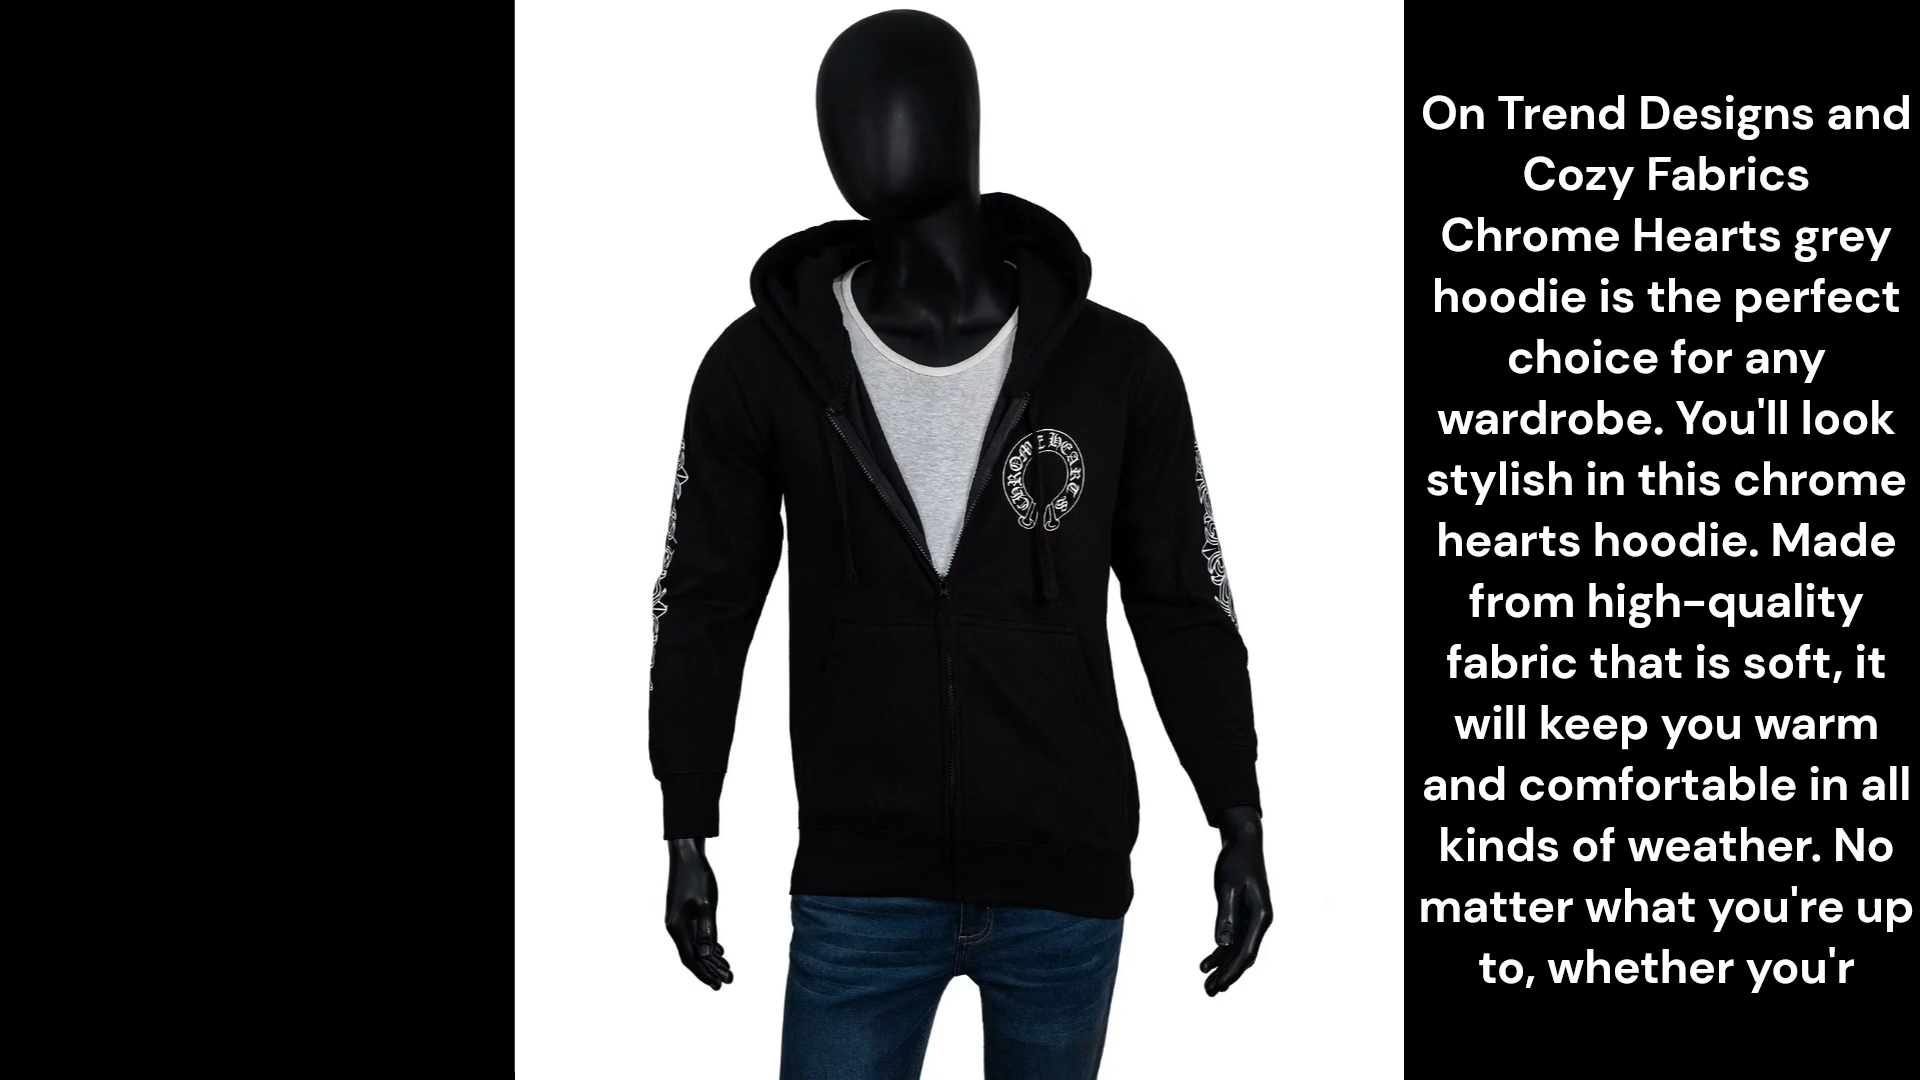 CHROME HEARTS
On Trend Designs and
Cozy Fabrics
Chrome Hearts grey
hoodie is the perfect
choice for any
wardrobe. You'll look
stylish in this chrome
hearts hoodie. Made
from high-quality
fabric that is soft, it
will keep you warm
and comfortable in all
kinds of weather. No
matter what you're up
to, whether you'r